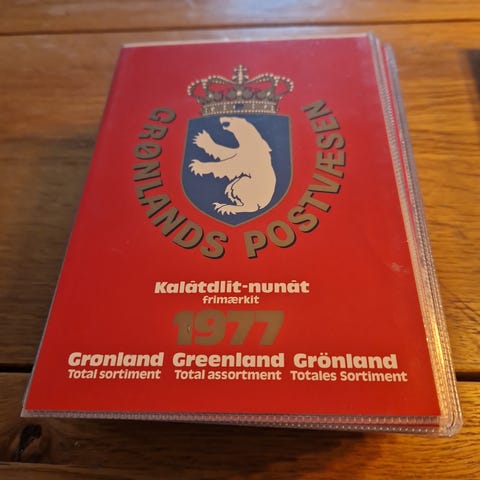 GRØNLANDS POSTVÆSEN
Kalâtdlit-nunât
frimærkit
1977
Grønland Greenland Grönland
Total sortiment Total assortment Totales Sortiment